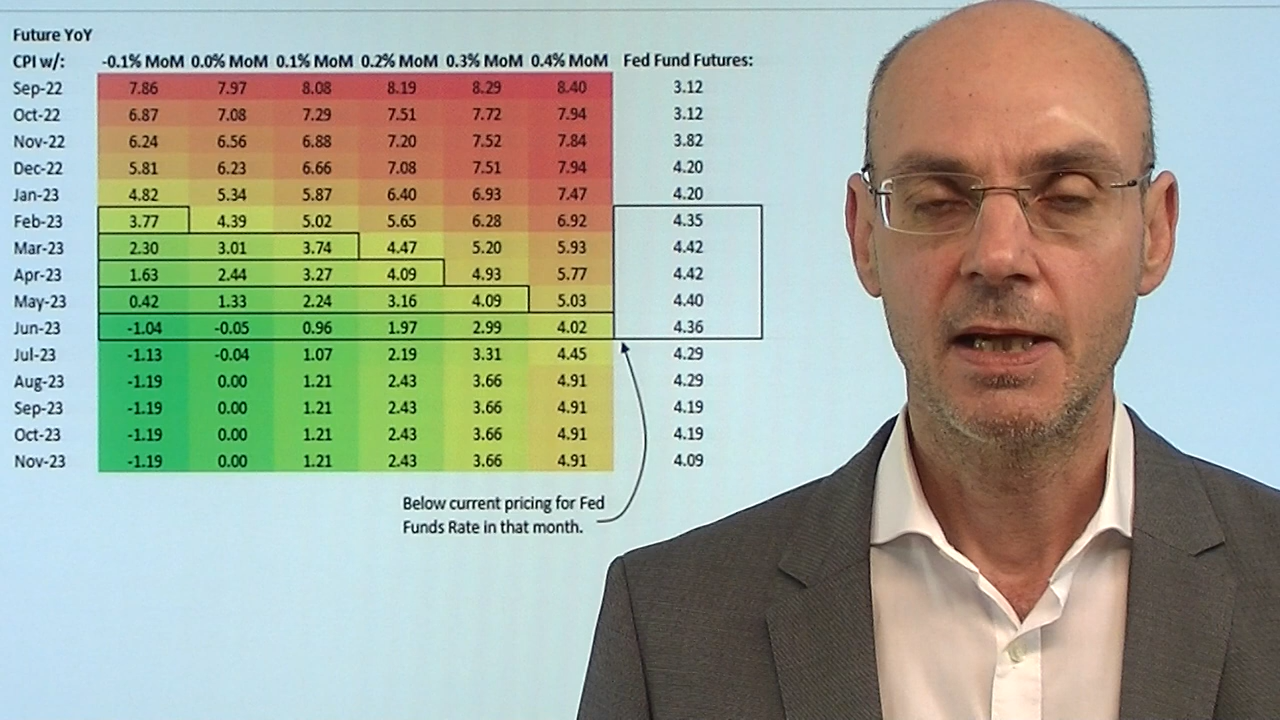 Future YoY
CPI w/: -0.1% MoM 0.0% MoM 0.1% MoM 0.2% MoM 0.3% MoM 0.4% MoM Fed Fund Futures:
Sep-22 7.86 7.97 8.08 8.19 8.29 8.40 3.12
Oct-22 6.87 7.08 7.29 7.51 7.72 7.94 3.12
Nov-22 6.24 6.56 6.88 7.20 7.52 7.84 3.82
Dec-22 5.81 6.23 6.66 7.08 7.51 7.94 4.20
Jan-23 4.82 5.34 5.87 6.40 6.93 7.47 4.20
Feb-23 3.77 4.39 5.02 5.65 6.28 6.92 4.35
Mar-23 2.30 3.01 3.74 4.47 5.20 5.93 4.42
Apr-23 1.63 2.44 3.27 4.09 4.93 5.77 4.42
May-23 0.42 1.33 2.24 3.16 4.09 5.03 4.40
Jun-23 -1.04 -0.05 0.96 1.97 2.99 4.02 4.36
Jul-23 -1.13 -0.04 1.07 2.19 3.31 4.45 4.29
Aug-23 -1.19 0.00 1.21 2.43 3.66 4.91 4.29
Sep-23 -1.19 0.00 1.21 2.43 3.66 4.91 4.19
Oct-23 -1.19 0.00 1.21 2.43 3.66 4.91 4.19
Nov-23 -1.19 0.00 1.21 2.43 3.66 4.91 4.09
Below current pricing for Fed
Funds Rate in that month.